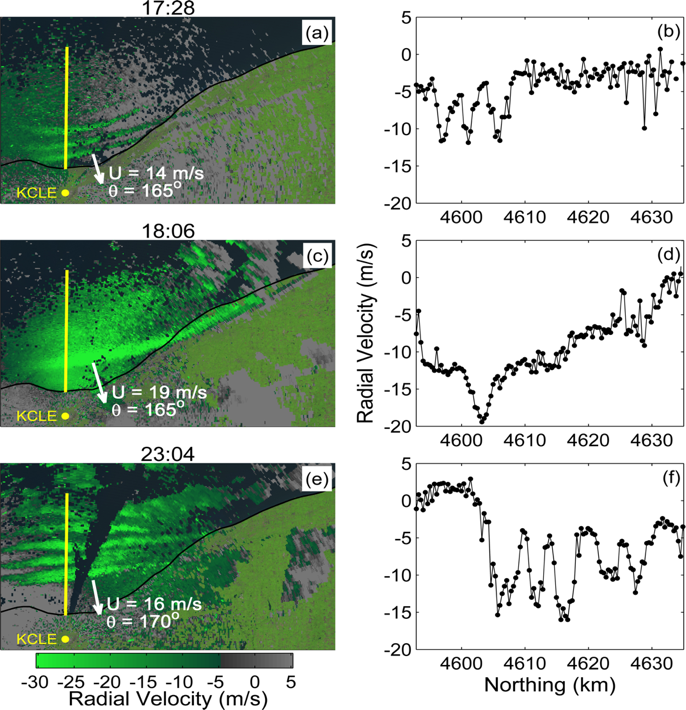 17:28
(a)
U = 14 m/s
θ = 165°
KCLE
5
0
-5
-10
-15
-20
(b)
4600 4610 4620 4630
18:06
(c)
U = 19 m/s
θ = 165°
KCLE
Radial Velocity (m/s)
5
0
-5
-10
-15
-20
(d)
4600 4610 4620 4630
23:04
(e)
U = 16 m/s
θ = 170°
KCLE
5
0
-5
-10
-15
-20
(f)
4600 4610 4620 4630
Northing (km)
-30 -25 -20 -15 -10 -5 0 5
Radial Velocity (m/s)